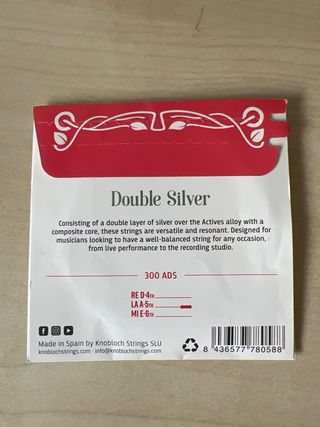 Double Silver
Consisting of a double layer of silver over the Actives alloy with a
composite core, these strings are versatile and resonant. Designed for
musicians looking to have a well-balanced string for any occasion,
from live performance to the recording studio.
300 ADS
RE D-4TH
LA A-5TH
MI E-6TH
Made in Spain by Knobloch Strings SLU
knoblochstrings.com · info@knoblochstrings.com
8 436577 780588